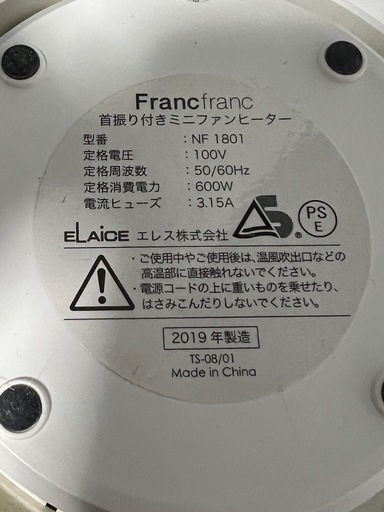 Francfranc
首振り付きミニファンヒーター
型番 : NF 1801
定格電圧 : 100V
定格周波数 : 50/60Hz
定格消費電力 : 600W
電流ヒューズ : 3.15A
ELAiCE エレス株式会社
S ®
PS
E
・ご使用中やご使用後は、温風吹出口などの
高温部に直接触れないでください。
・電源コードの上に重いものを乗せたり、
はさみこんだりしないでください。
2019年製造
TS-08/01
Made in China